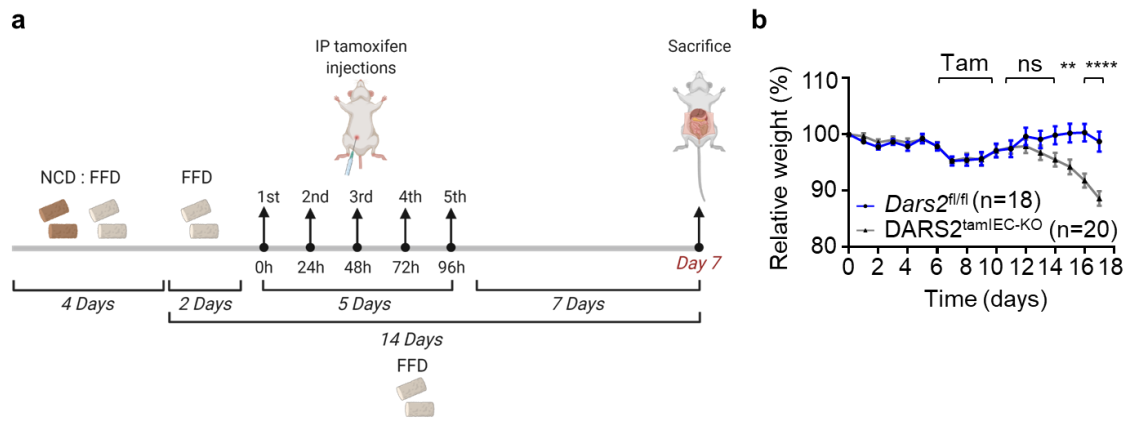 a
IP tamoxifen
injections
Sacrifice
NCD : FFD
FFD
1st 2nd 3rd 4th 5th
0h 24h 48h 72h 96h
Day 7
4 Days
2 Days
5 Days
7 Days
14 Days
FFD
b
Tam ns ** ****
Relative weight (%)
110
100
90
80
Dars2fl/fl (n=18)
DARS2tamIEC-KO (n=20)
0 2 4 6 8 10 12 14 16 18
Time (days)